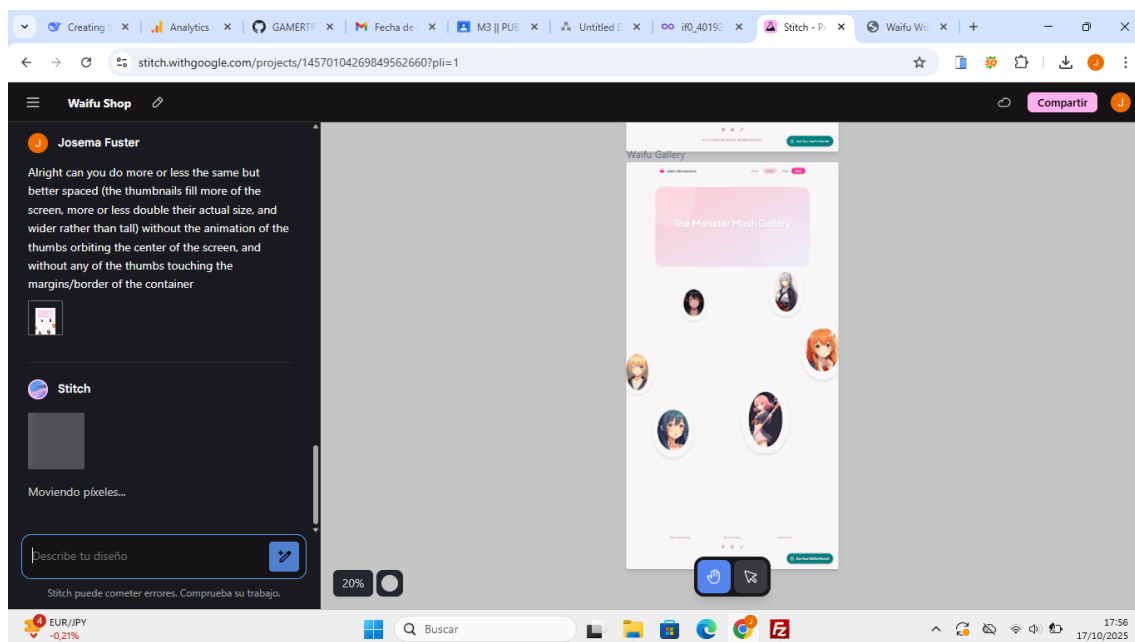 Creating S
Analytics
GAMERTR
Fecha de e
M3 || PUB
Untitled D
if0_40192
Stitch - Pr
Waifu Wo
stitch.withgoogle.com/projects/14570104269849562660?pli=1
Waifu Shop
Compartir
J
J
Josema Fuster
Alright can you do more or less the same but
better spaced (the thumbnails fill more of the
screen, more or less double their actual size, and
wider rather than tall) without the animation of the
thumbs orbiting the center of the screen, and
without any of the thumbs touching the
margins/border of the container
Stitch
Moviendo píxeles...
Describe tu diseño
Stitch puede cometer errores. Comprueba su trabajo.
Waifu Gallery
The Monster Mash Gallery
20%
4
EUR/JPY
-0,21%
Buscar
17:56
17/10/2025